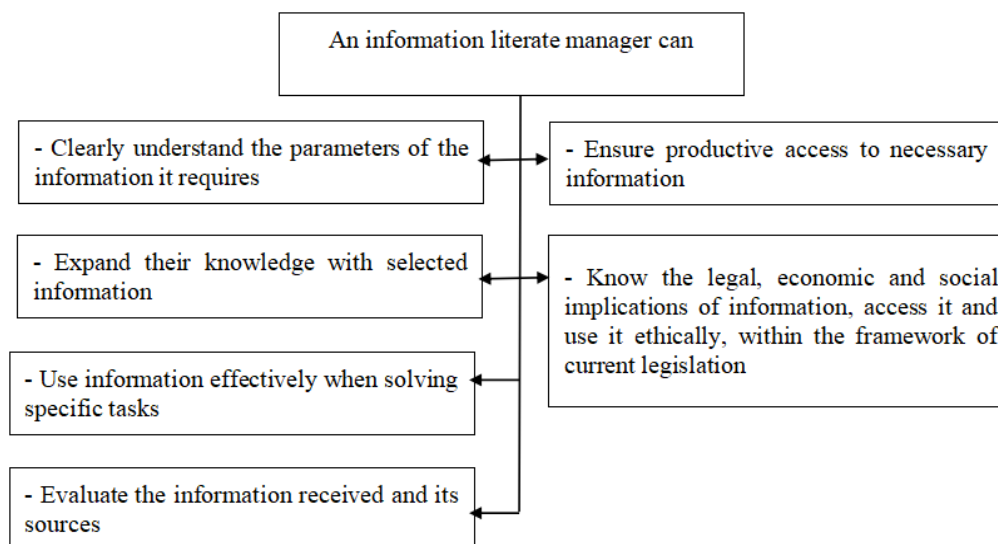 An information literate manager can
- Clearly understand the parameters of the
information it requires
- Ensure productive access to necessary
information
- Expand their knowledge with selected
information
- Know the legal, economic and social
implications of information, access it and
use it ethically, within the framework of
current legislation
- Use information effectively when solving
specific tasks
- Evaluate the information received and its
sources